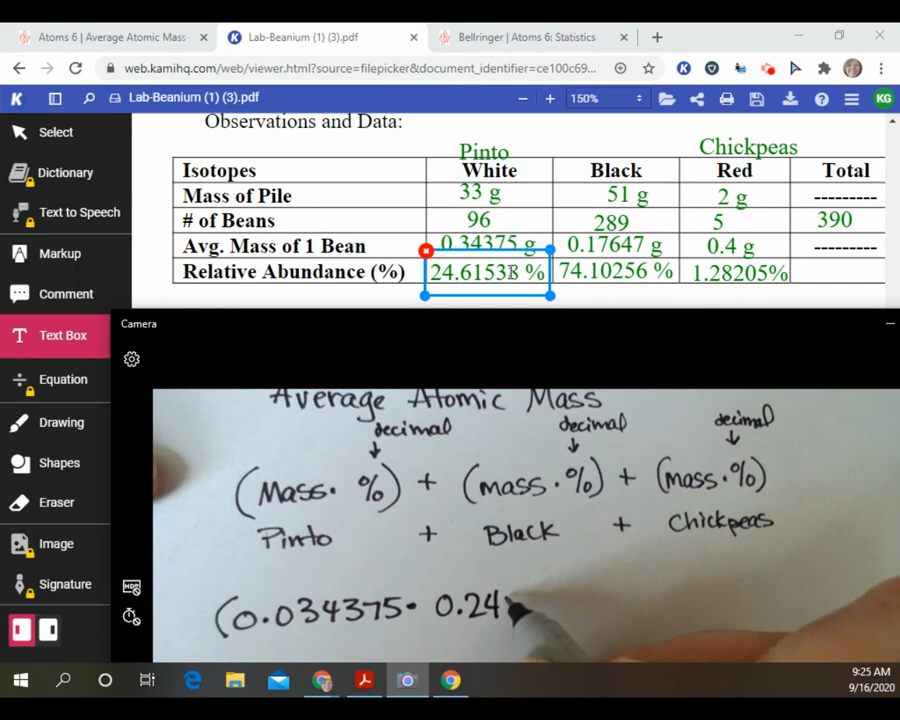 Atoms 6 | Average Atomic Mass
Lab-Beanium (1) (3).pdf
Bellringer | Atoms 6: Statistics
web.kamihq.com/web/viewer.html?source=filepicker&document_identifier=ce100c69...
K
Lab-Beanium (1) (3).pdf
150%
KG
Select
Dictionary
Text to Speech
Markup
Comment
Text Box
Equation
Drawing
Shapes
Eraser
Image
Signature
Observations and Data:
Pinto Chickpeas
Isotopes White Black Red Total
Mass of Pile 33 g 51 g 2 g ---------
# of Beans 96 289 5 390
Avg. Mass of 1 Bean 0.34375 g 0.17647 g 0.4 g ---------
Relative Abundance (%) 24.61538 % 74.10256 % 1.28205%
Camera
Average Atomic Mass
decimal decimal decimal
(Mass· %) + (mass·%) + (mass·%)
Pinto + Black + Chickpeas
(0.034375· 0.24
9:25 AM
9/16/2020